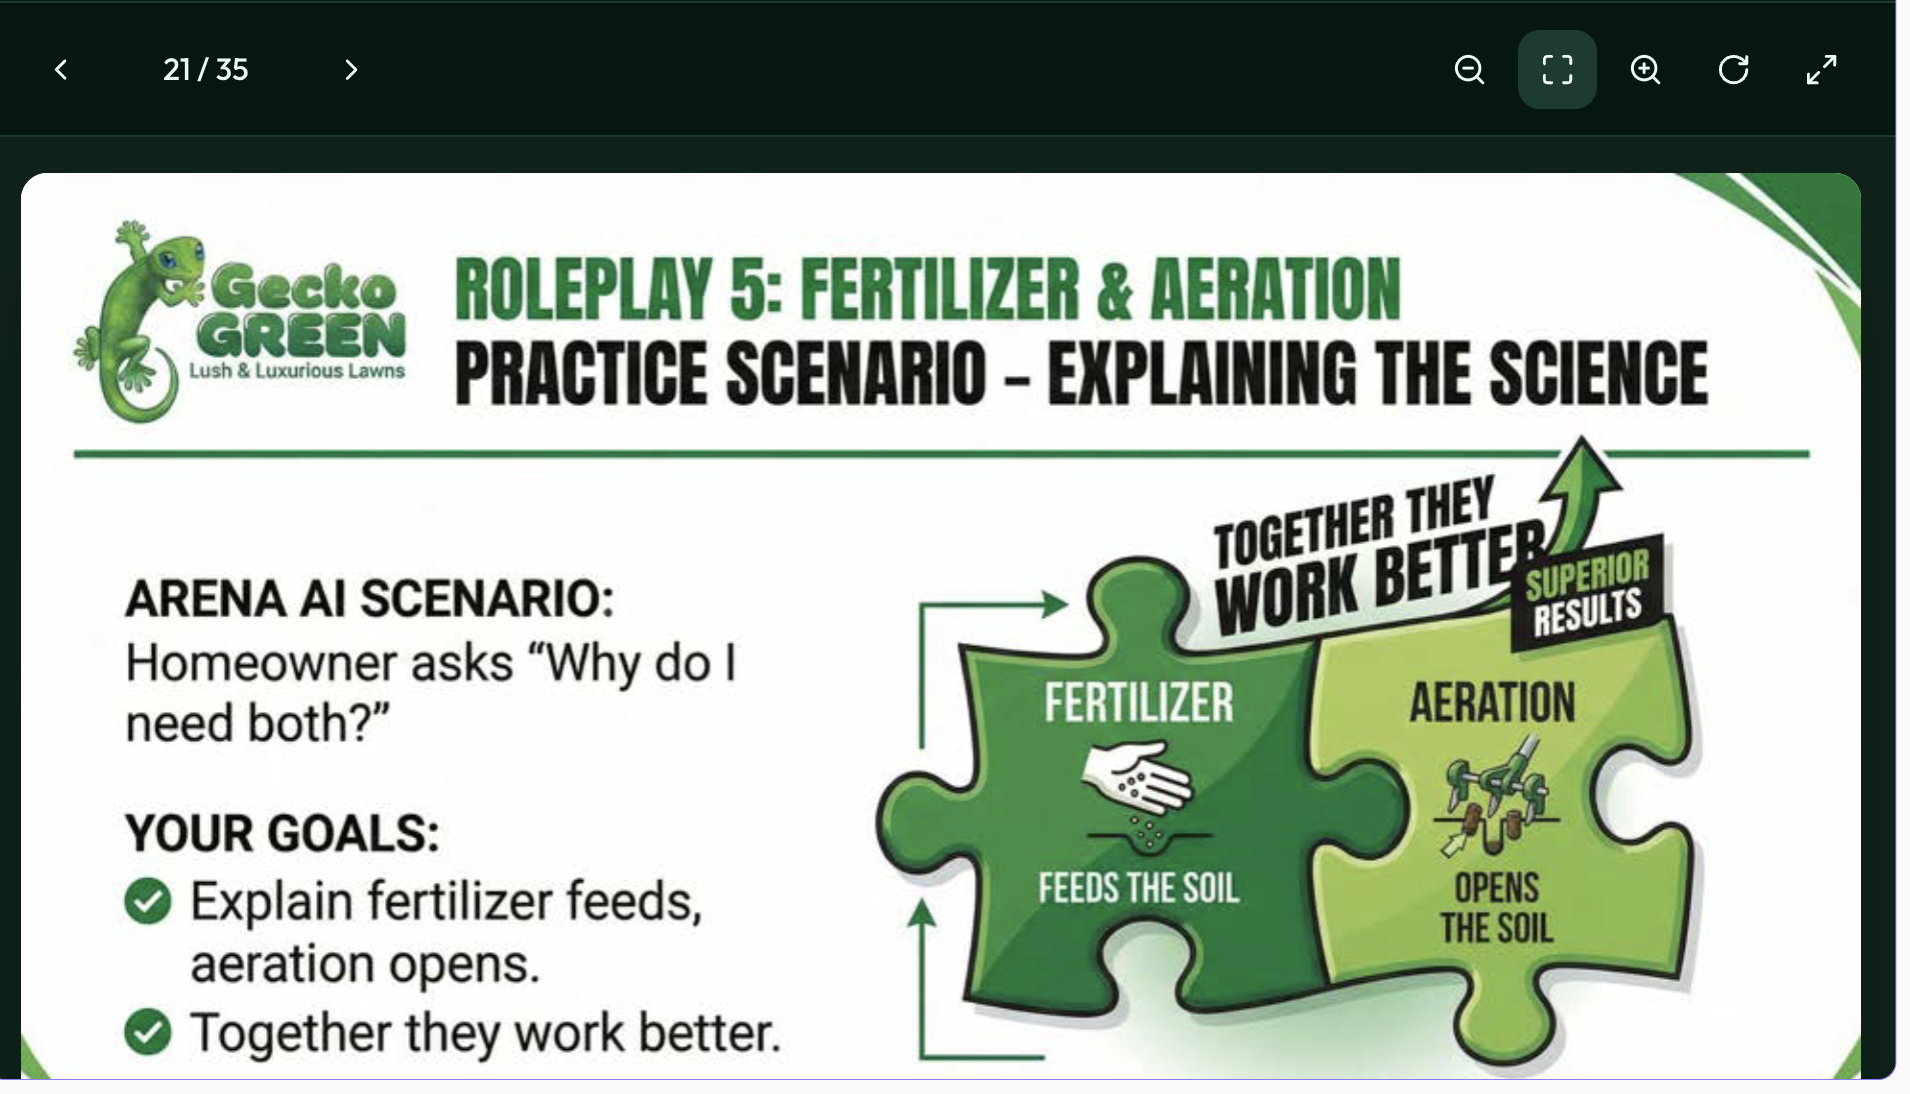 21 / 35
Gecko
GREEN
Lush & Luxurious Lawns
ROLEPLAY 5: FERTILIZER & AERATION
PRACTICE SCENARIO – EXPLAINING THE SCIENCE
ARENA AI SCENARIO:
Homeowner asks “Why do I
need both?”
YOUR GOALS:
Explain fertilizer feeds,
aeration opens.
Together they work better.
TOGETHER THEY
WORK BETTER
SUPERIOR
RESULTS
FERTILIZER
FEEDS THE SOIL
AERATION
OPENS
THE SOIL